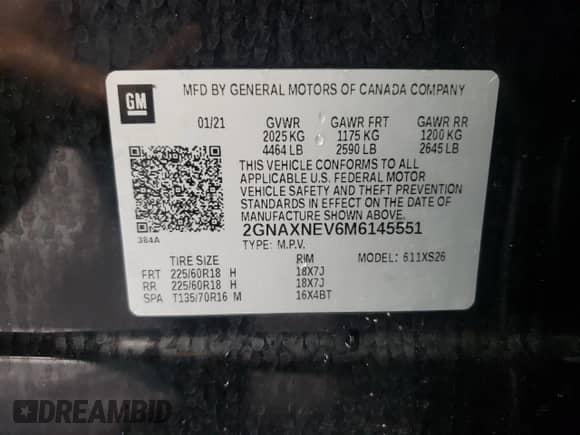 GM
MFD BY GENERAL MOTORS OF CANADA COMPANY
01/21 GVWR GAWR FRT GAWR RR
2025 KG 1175 KG 1200 KG
4464 LB 2590 LB 2645 LB
THIS VEHICLE CONFORMS TO ALL
APPLICABLE U.S. FEDERAL MOTOR
VEHICLE SAFETY AND THEFT PREVENTION
STANDARDS IN EFFECT ON THE DATE OF
MANUFACTURE SHOWN ABOVE.
384A 2GNAXNEV6M6145551
TYPE: M.P.V. MODEL: 611XS26
TIRE SIZE RIM
FRT 225/60R18 H 18X7J
RR 225/60R18 H 18X7J
SPA T135/70R16 M 16X4BT
DREAMBID